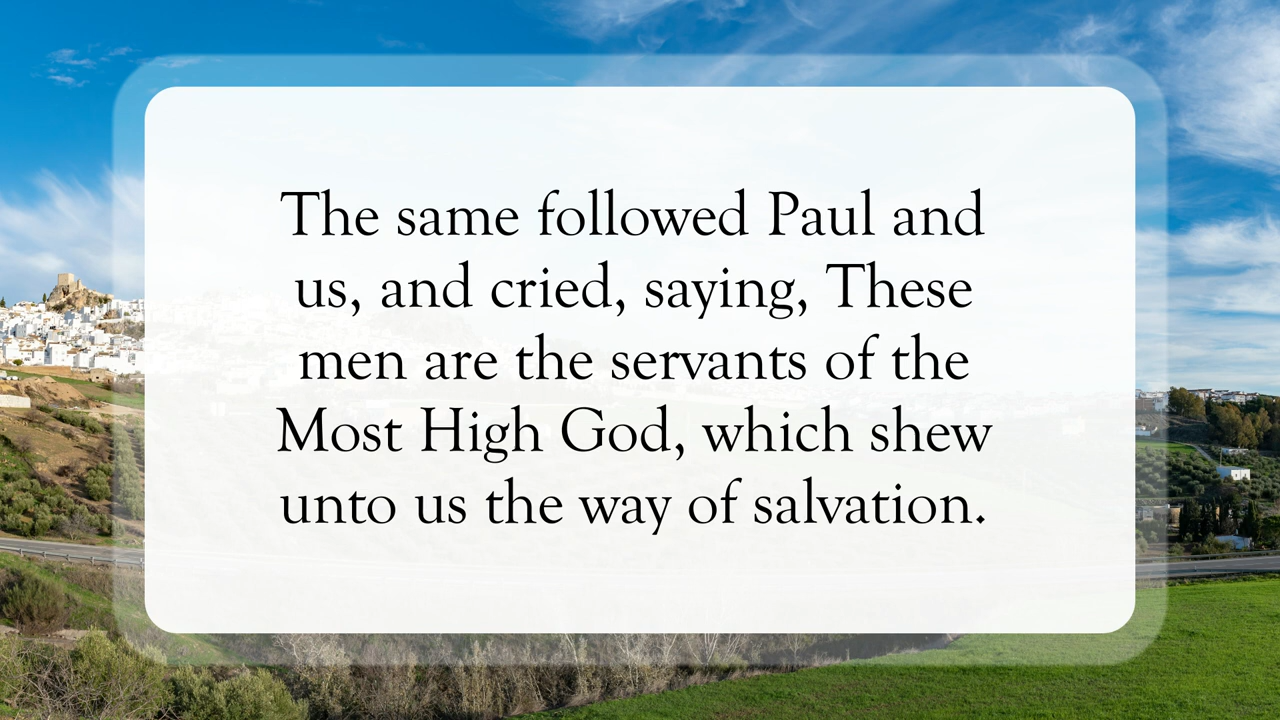 The same followed Paul and
us, and cried, saying, These
men are the servants of the
Most High God, which shew
unto us the way of salvation.